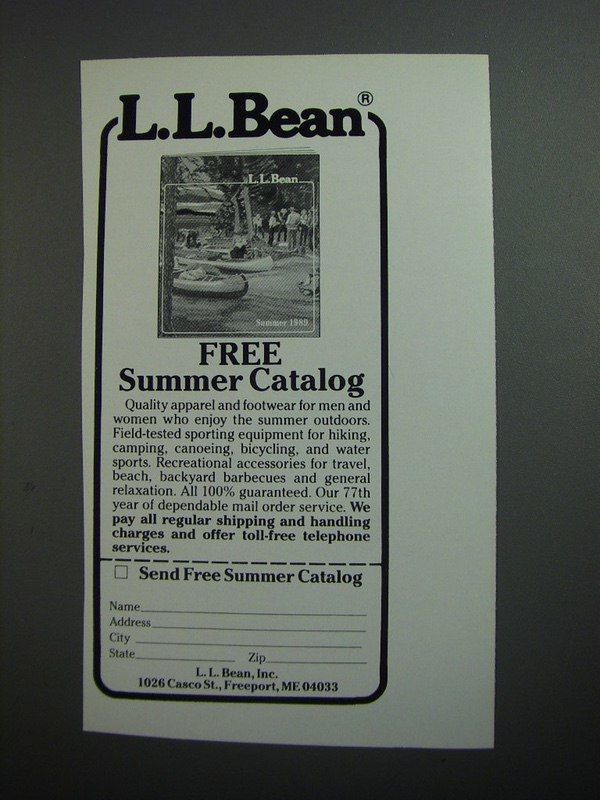 L.L.Bean®
L.L.Bean
Summer 1989
FREE
Summer Catalog
Quality apparel and footwear for men and
women who enjoy the summer outdoors.
Field-tested sporting equipment for hiking,
camping, canoeing, bicycling, and water
sports. Recreational accessories for travel,
beach, backyard barbecues and general
relaxation. All 100% guaranteed. Our 77th
year of dependable mail order service. We
pay all regular shipping and handling
charges and offer toll-free telephone
services.
Send Free Summer Catalog
Name
Address
City
State Zip
L. L. Bean, Inc.
1026 Casco St., Freeport, ME 04033